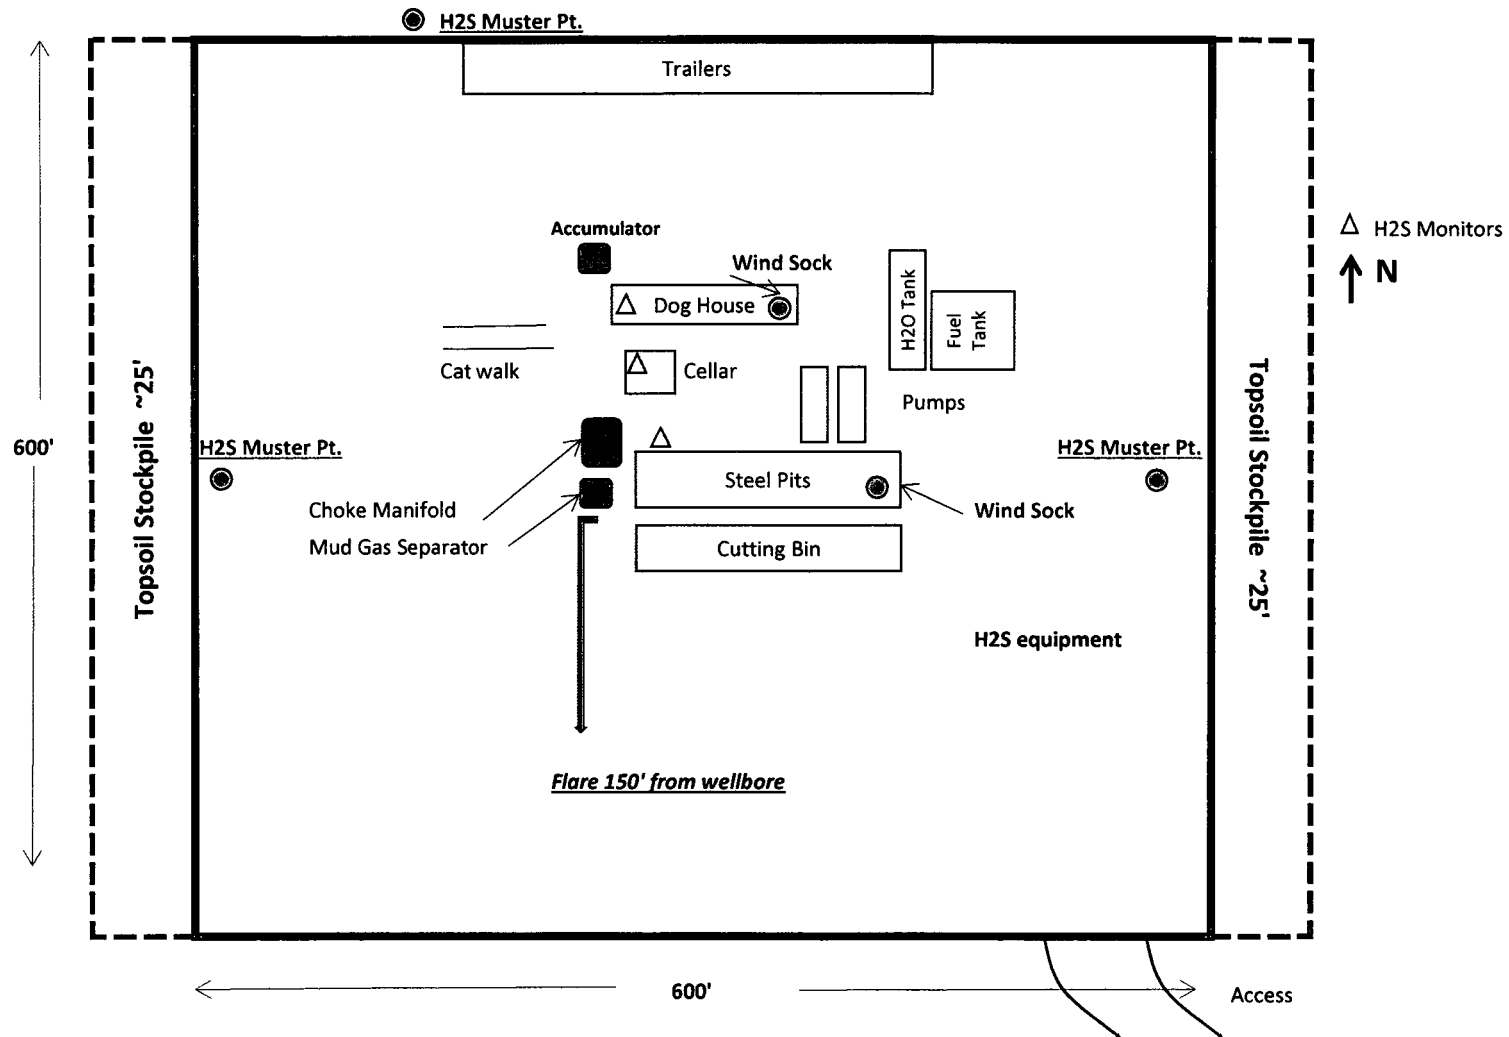 H2S Muster Pt.
Trailers
H2S Monitors
N
Accumulator
Wind Sock
Dog House
H2O Tank
Fuel
Tank
Cat walk
Cellar
Pumps
Topsoil Stockpile ~25'
Topsoil Stockpile ~25'
600'
H2S Muster Pt.
H2S Muster Pt.
Steel Pits
Choke Manifold
Wind Sock
Mud Gas Separator
Cutting Bin
H2S equipment
Flare 150' from wellbore
600'
Access